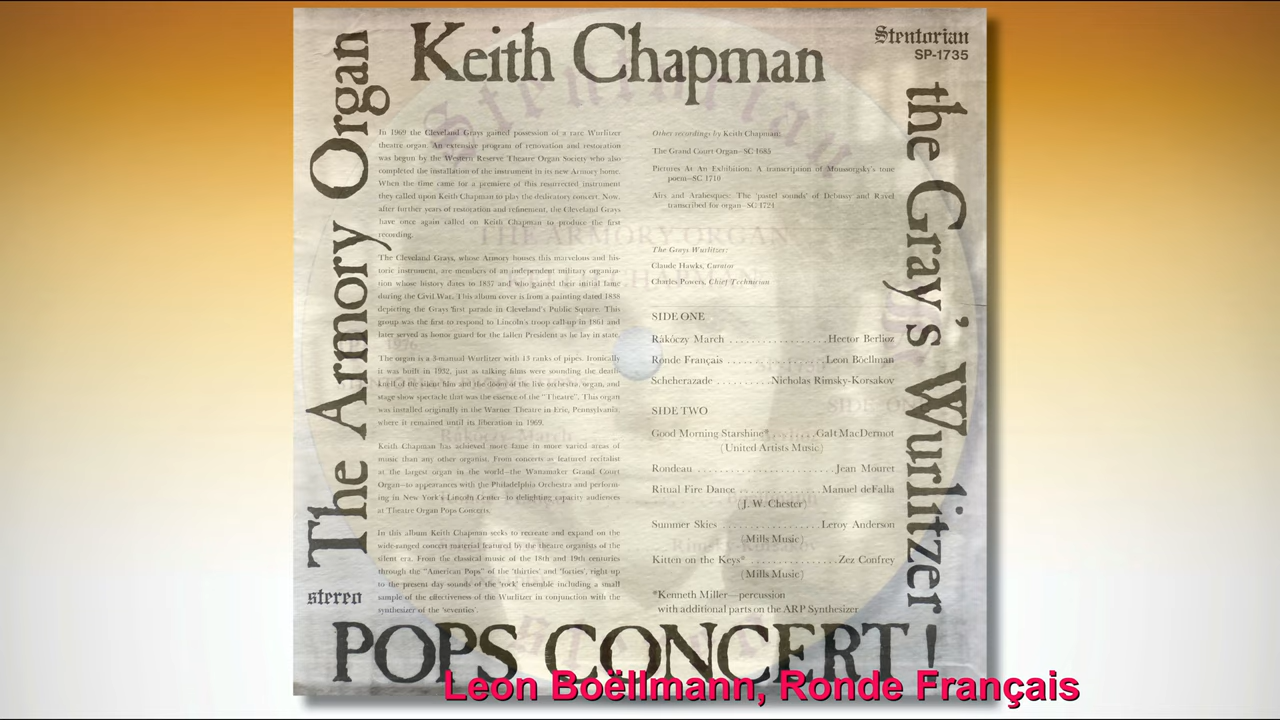 Keith Chapman
Stentorian
SP-1735
The Armory Organ
the Gray's Wurlitzer
In 1969 the Cleveland Grays gained possession of a rare Wurlitzer
theatre organ. An extensive program of renovation and restoration
was begun by the Western Reserve Theatre Organ Society who also
completed the installation of the instrument in its new Armory home.
When the time came for a premiere of this resurrected instrument
they called upon Keith Chapman to play the dedicatory concert. Now,
after further years of restoration and refinement, the Cleveland Grays
have once again called on Keith Chapman to produce the first
recording.
The Cleveland Grays, whose Armory houses this marvelous and his-
toric instrument, are members of an independent military organiza-
tion whose history dates to 1837 and who gained their initial fame
during the Civil War. This album cover is from a painting dated 1838
depicting the Grays' first parade in Cleveland's Public Square. This
group was the first to respond to Lincoln's troop call-up in 1861 and
later served as honor guard for the fallen President as he lay in state.
The organ is a 3-manual Wurlitzer with 15 ranks of pipes. Ironically
it was built in 1932, just as talking films were sounding the death
knell of the silent film and the doom of the live orchestra, organ, and
stage-show spectacle that was the essence of the "Theatre". This organ
was installed originally in the Warner Theatre in Erie, Pennsylvania,
where it remained until its liberation in 1969.
Keith Chapman has achieved more fame in more varied areas of
music than any other organist. From concerts as featured recitalist
at the largest organ in the world—the Wanamaker Grand Court
Organ—to appearances with the Philadelphia Orchestra and perform-
ing in New York's Lincoln Center—to delighting capacity audiences
at Theatre Organ Pops Concerts.
In this album Keith Chapman seeks to recreate and expand on the
wide-ranged concert material featured by the theatre organists of the
silent era. From the classical music of the 18th and 19th centuries
through the "American Pops" of the 'thirties' and 'forties', right up
to the present day sounds of the 'rock' ensemble including a small
sample of the effectiveness of the Wurlitzer in conjunction with the
synthesizer of the 'seventies'.
Other recordings by Keith Chapman:
The Grand Court Organ—SC 1685
Pictures At An Exhibition: A transcription of Moussorgsky's tone
poem—SC 1710
Airs and Arabesques: The 'pastel sounds' of Debussy and Ravel
transcribed for organ—SC 1724
The Grays Wurlitzer:
Claude Hawks, Curator
Charles Powers, Chief Technician
SIDE ONE
Rákóczy March . . . . . . . . . . . . . . . . . . Hector Berlioz
Ronde Français . . . . . . . . . . . . . . . . . . Leon Böellman
Scheherazade . . . . . . . . . Nicholas Rimsky-Korsakov
SIDE TWO
Good Morning Starshine* . . . . . . . . Galt MacDermot
(United Artists Music)
Rondeau . . . . . . . . . . . . . . . . . . . . . . . . Jean Mouret
Ritual Fire Dance . . . . . . . . . . . . . . Manuel deFalla
(J. W. Chester)
Summer Skies . . . . . . . . . . . . . . . . . Leroy Anderson
(Mills Music)
Kitten on the Keys* . . . . . . . . . . . . . . . Zez Confrey
(Mills Music)
*Kenneth Miller—percussion
with additional parts on the ARP Synthesizer
stereo
POPS CONCERT!
Leon Boëllmann, Ronde Français